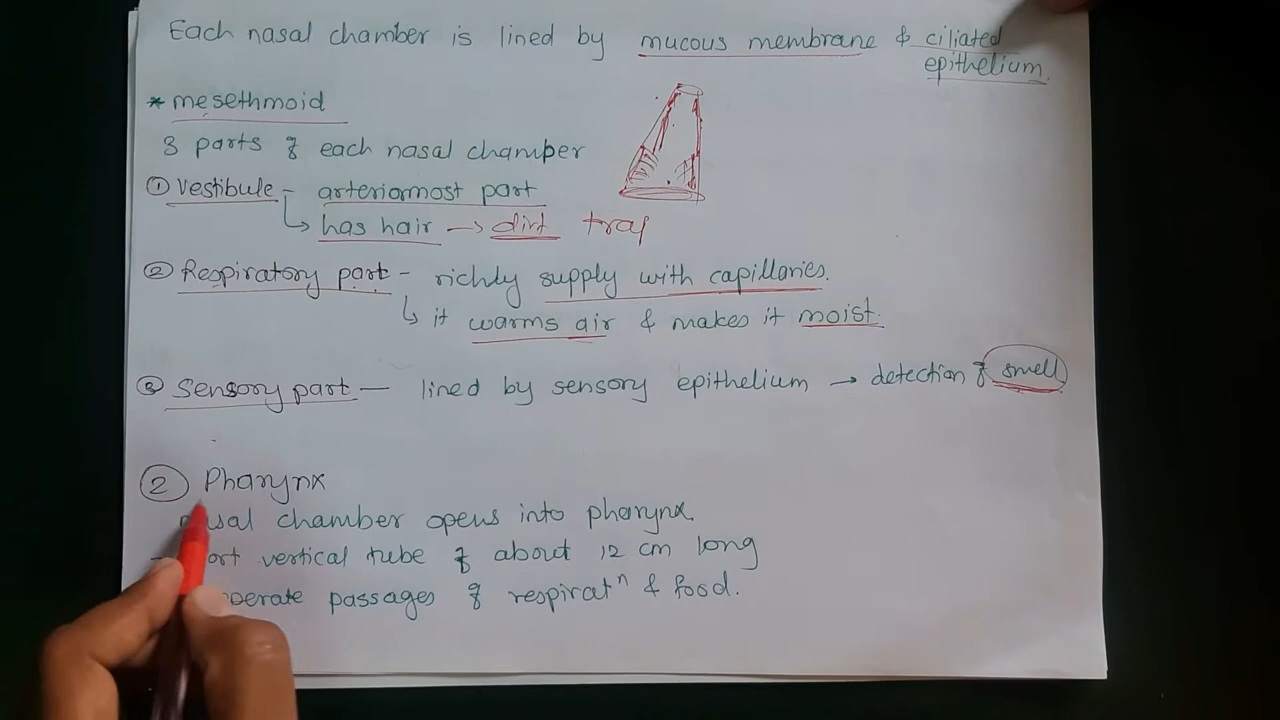 Each nasal chamber is lined by mucous membrane & ciliated
epithelium.
* mesethmoid
3 parts of each nasal chamber
① Vestibule - arteriormost part
↳ has hair → dirt trap
② Respiratory part - richly supply with capillaries.
↳ it warms air & makes it moist.
③ Sensory part — lined by sensory epithelium → detection of smell
② Pharynx
nasal chamber opens into pharynx.
vertical tube of about 12 cm long
passages of respiratⁿ & food.